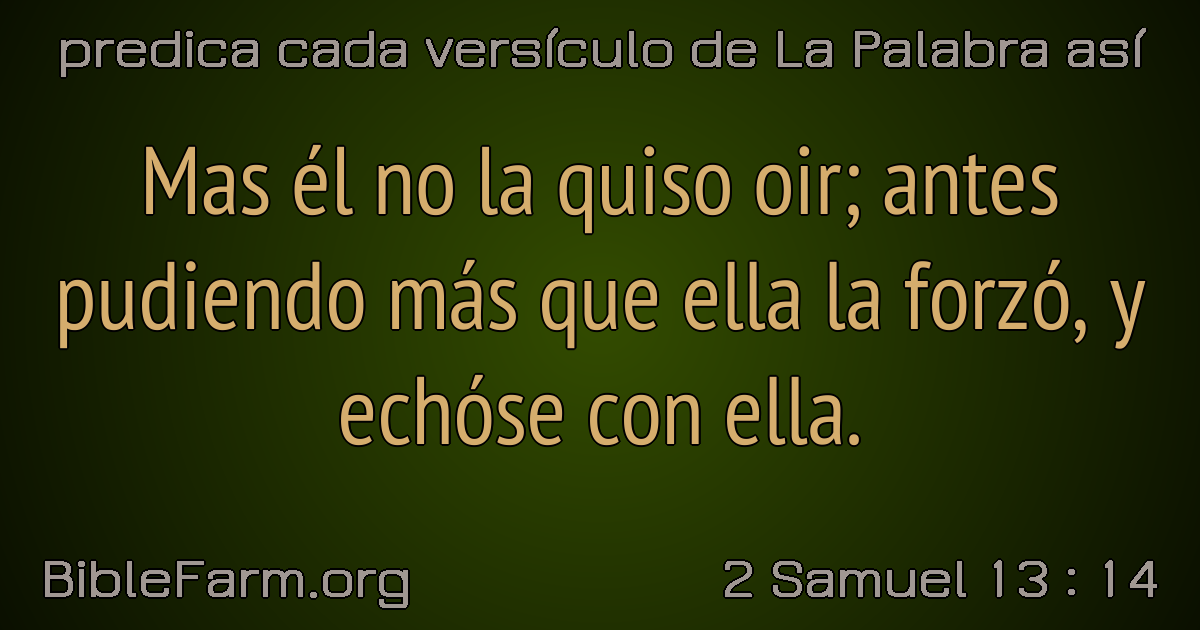 predica cada versículo de La Palabra así
Mas él no la quiso oir; antes
pudiendo más que ella la forzó, y
echóse con ella.
BibleFarm.org
2 Samuel 13 : 14